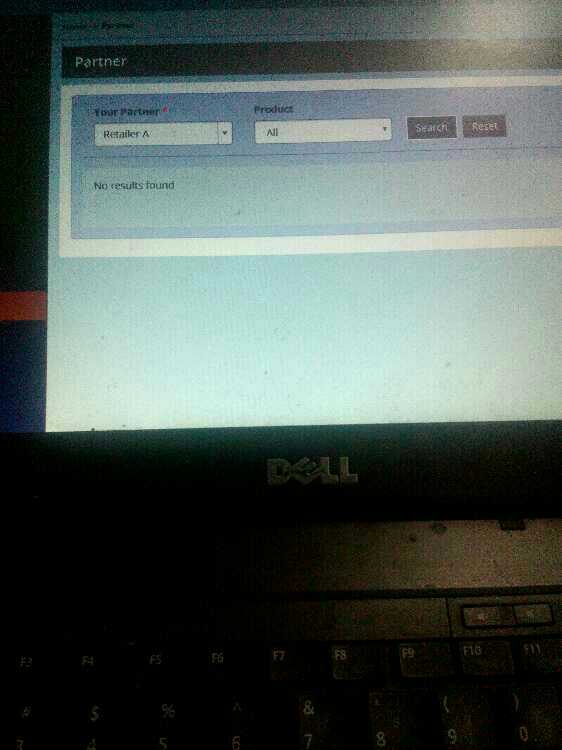 Partner
Partner
Your Partner * Product
Retailer A All Search Reset
No results found
DELL
F3 F4 F5 F6 F7 F8 F9 F10 F11
# $ % ^ & * ( )
3 4 5 6 7 8 9 0